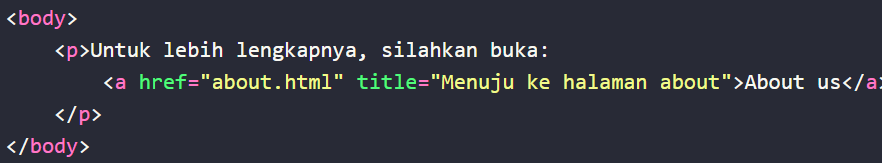 <body>
<p>Untuk lebih lengkapnya, silahkan buka:
<a href="about.html" title="Menuju ke halaman about">About us</a>
</p>
</body>